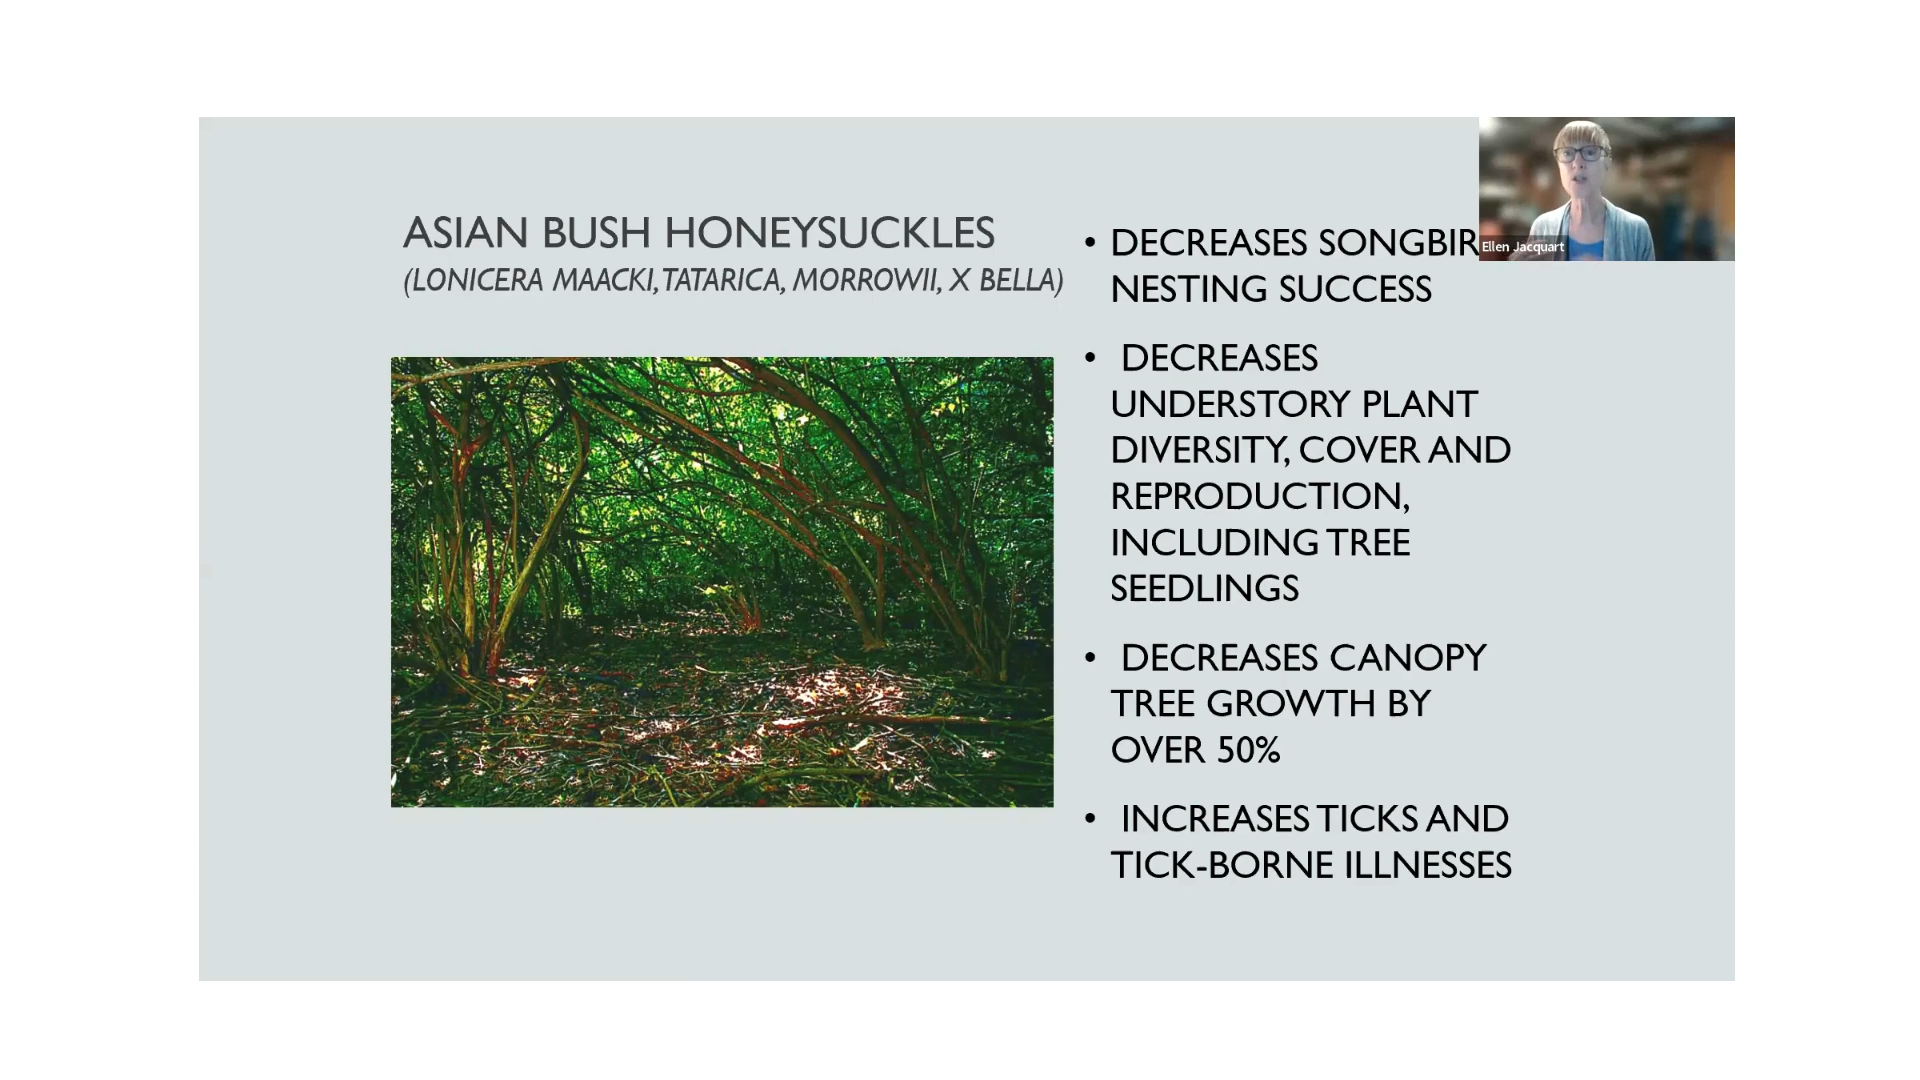 ASIAN BUSH HONEYSUCKLES
(LONICERA MAACKI, TATARICA, MORROWII, X BELLA)
• DECREASES SONGBIR
NESTING SUCCESS
• DECREASES
UNDERSTORY PLANT
DIVERSITY, COVER AND
REPRODUCTION,
INCLUDING TREE
SEEDLINGS
• DECREASES CANOPY
TREE GROWTH BY
OVER 50%
• INCREASES TICKS AND
TICK-BORNE ILLNESSES
Ellen Jacquart